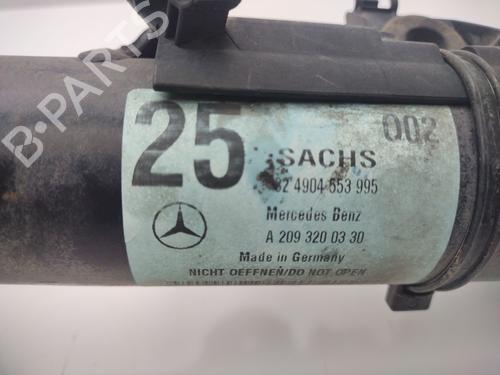 B-PARTS
25
002
SACHS
4904 553 995
Mercedes Benz
A 209 320 03 30
Made in Germany
NICHT OEFFNEN/DO NOT OPEN